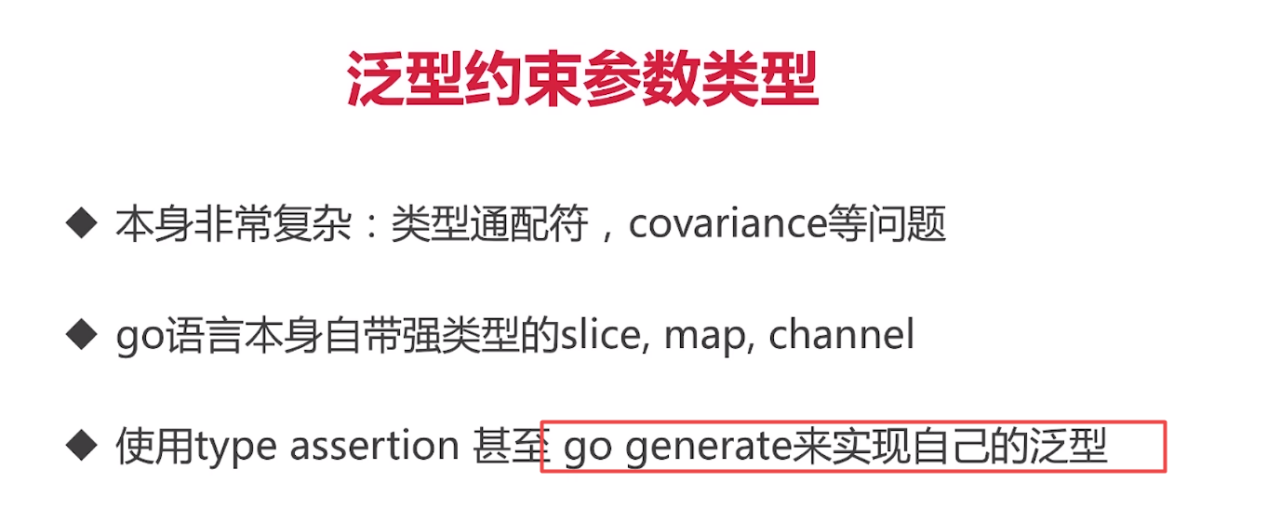 泛型约束参数类型
◆ 本身非常复杂：类型通配符，covariance等问题
◆ go语言本身自带强类型的slice, map, channel
◆ 使用type assertion 甚至 go generate来实现自己的泛型